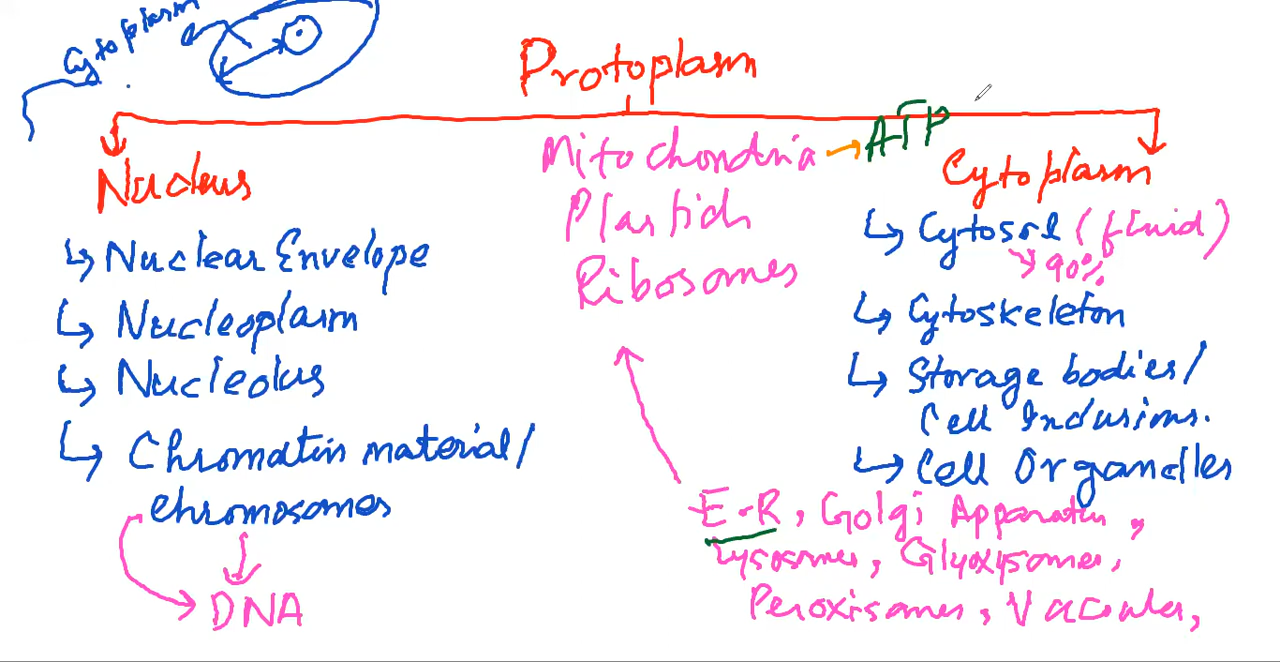 Cytoplasm
Protoplasm
ATP
Nucleus
Nuclear Envelope
Nucleoplasm
Nucleolus
Chromatin material/
chromosomes
DNA
Mitochondria
Plastids
Ribosomes
Cytoplasm
Cytosol (fluid)
90%
Cytoskeleton
Storage bodies/
Cell Inclusions.
Cell Organelles
E.R, Golgi Apparatus,
Lysosomes, Glyoxysomes,
Peroxisomes, Vacuoles,